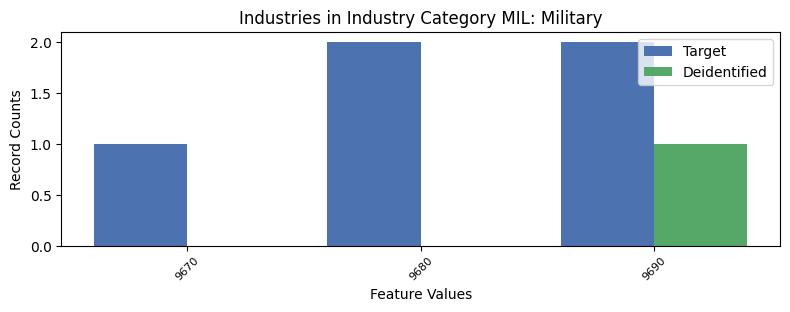 Industries in Industry Category MIL: Military
Target
Deidentified
Record Counts
2.0
1.5
1.0
0.5
0.0
9670
9680
9690
Feature Values